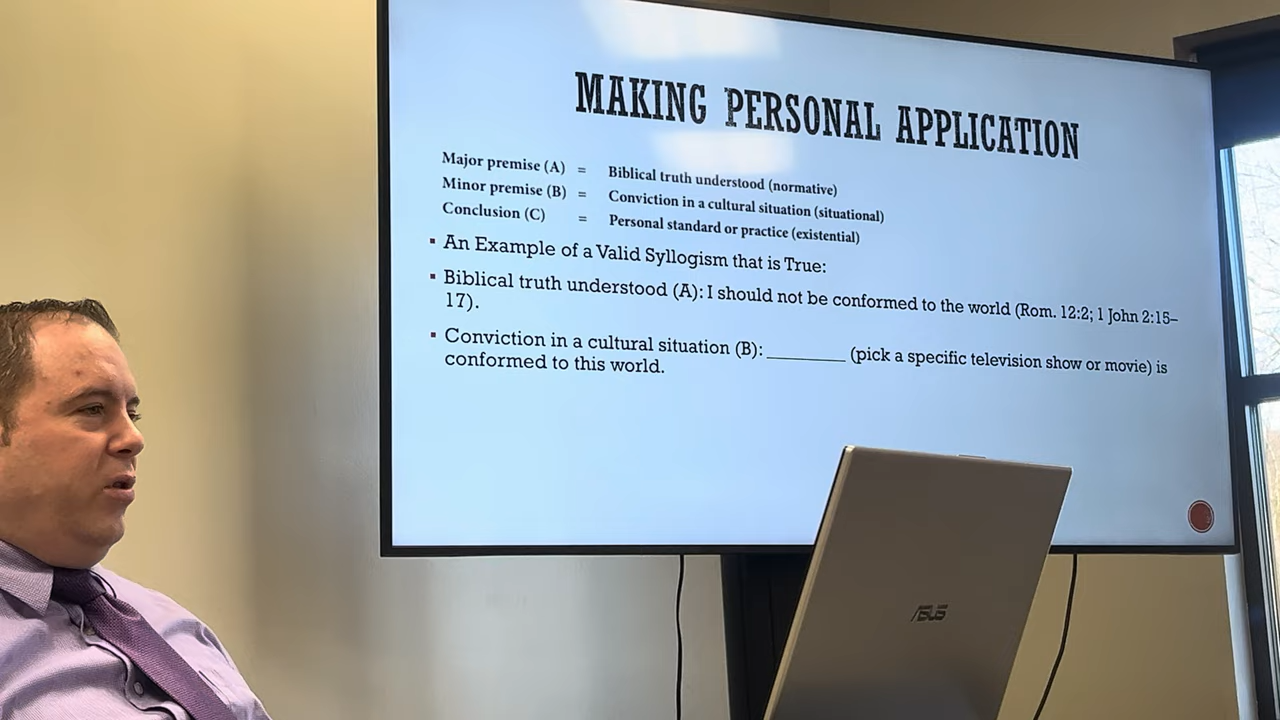 MAKING PERSONAL APPLICATION
Major premise (A) = Biblical truth understood (normative)
Minor premise (B) = Conviction in a cultural situation (situational)
Conclusion (C) = Personal standard or practice (existential)
▪ An Example of a Valid Syllogism that is True:
▪ Biblical truth understood (A): I should not be conformed to the world (Rom. 12:2; 1 John 2:15–
17).
▪ Conviction in a cultural situation (B): _________ (pick a specific television show or movie) is
conformed to this world.
ASUS